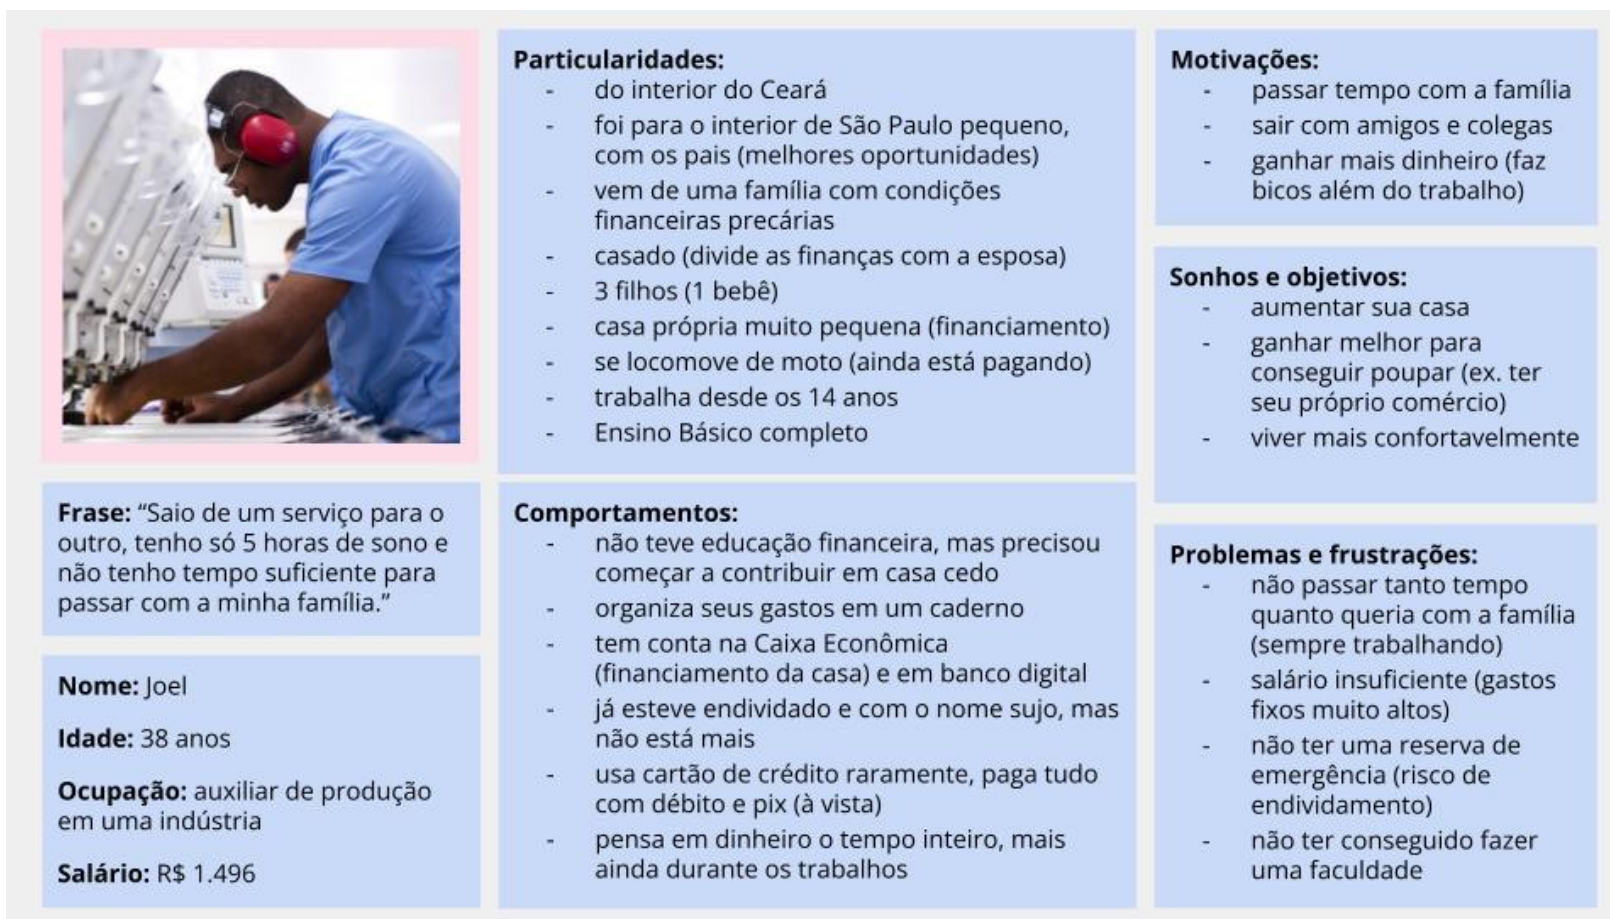 Particularidades:
- do interior do Ceará
- foi para o interior de São Paulo pequeno,
com os pais (melhores oportunidades)
- vem de uma família com condições
financeiras precárias
- casado (divide as finanças com a esposa)
- 3 filhos (1 bebê)
- casa própria muito pequena (financiamento)
- se locomove de moto (ainda está pagando)
- trabalha desde os 14 anos
- Ensino Básico completo
Motivações:
- passar tempo com a família
- sair com amigos e colegas
- ganhar mais dinheiro (faz
bicos além do trabalho)
Sonhos e objetivos:
- aumentar sua casa
- ganhar melhor para
conseguir poupar (ex. ter
seu próprio comércio)
- viver mais confortavelmente
Frase: “Saio de um serviço para o
outro, tenho só 5 horas de sono e
não tenho tempo suficiente para
passar com a minha família.”
Nome: Joel
Idade: 38 anos
Ocupação: auxiliar de produção
em uma indústria
Salário: R$ 1.496
Comportamentos:
- não teve educação financeira, mas precisou
começar a contribuir em casa cedo
- organiza seus gastos em um caderno
- tem conta na Caixa Econômica
(financiamento da casa) e em banco digital
- já esteve endividado e com o nome sujo, mas
não está mais
- usa cartão de crédito raramente, paga tudo
com débito e pix (à vista)
- pensa em dinheiro o tempo inteiro, mais
ainda durante os trabalhos
Problemas e frustrações:
- não passar tanto tempo
quanto queria com a família
(sempre trabalhando)
- salário insuficiente (gastos
fixos muito altos)
- não ter uma reserva de
emergência (risco de
endividamento)
- não ter conseguido fazer
uma faculdade